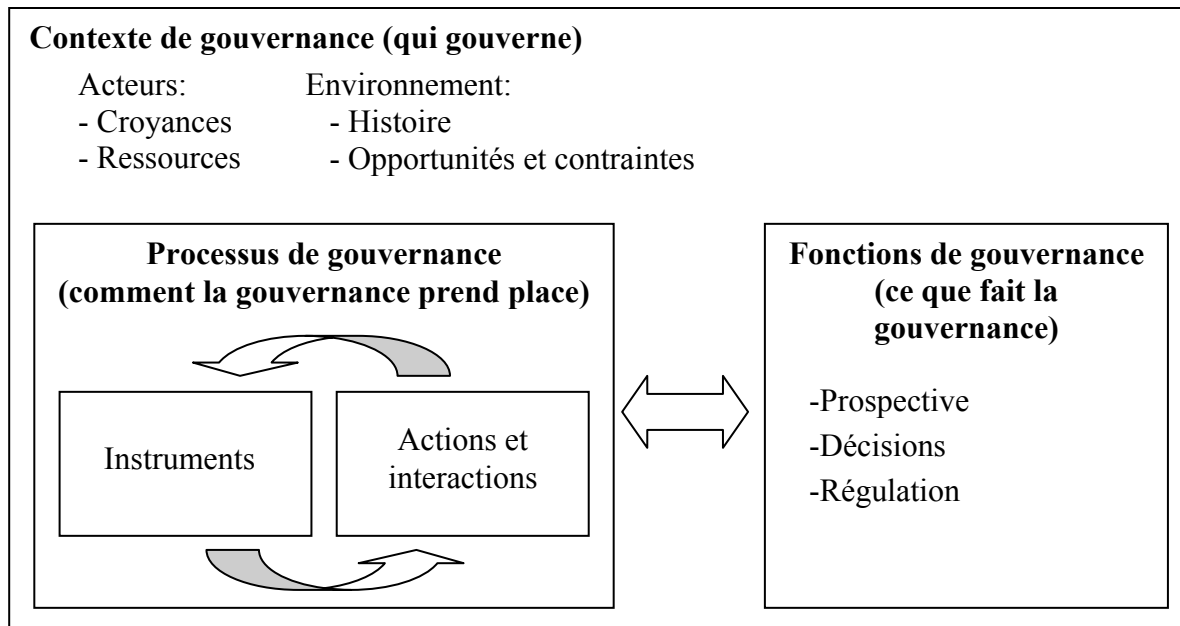 Contexte de gouvernance (qui gouverne)
Acteurs: Environnement:
- Croyances - Histoire
- Ressources - Opportunités et contraintes
Processus de gouvernance
(comment la gouvernance prend place)
Instruments
Actions et
interactions
Fonctions de gouvernance
(ce que fait la
gouvernance)
-Prospective
-Décisions
-Régulation